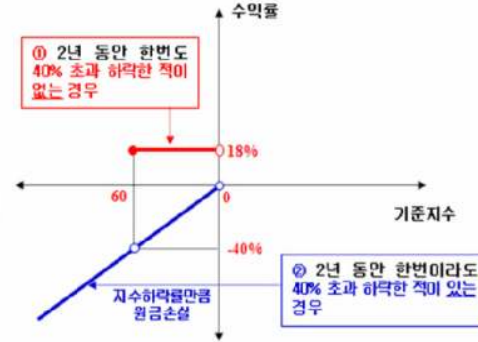 수익률
① 2년 동안 한번도
40% 초과 하락한 적이
없는 경우
18%
60
0
기준지수
-40%
② 2년 동안 한번이라도
40% 초과 하락한 적이 있는
경우
지수하락률만큼
원금손실